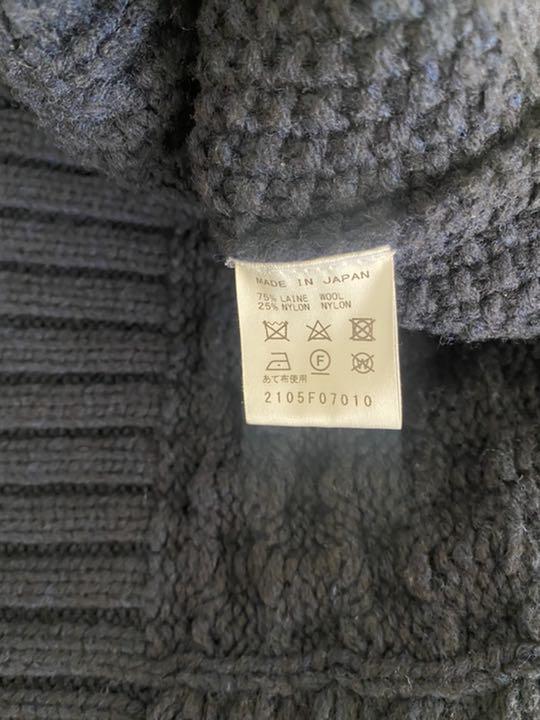 MADE IN JAPAN
75% LAINE WOOL
25% NYLON NYLON
F W
あて布使用
2105F07010